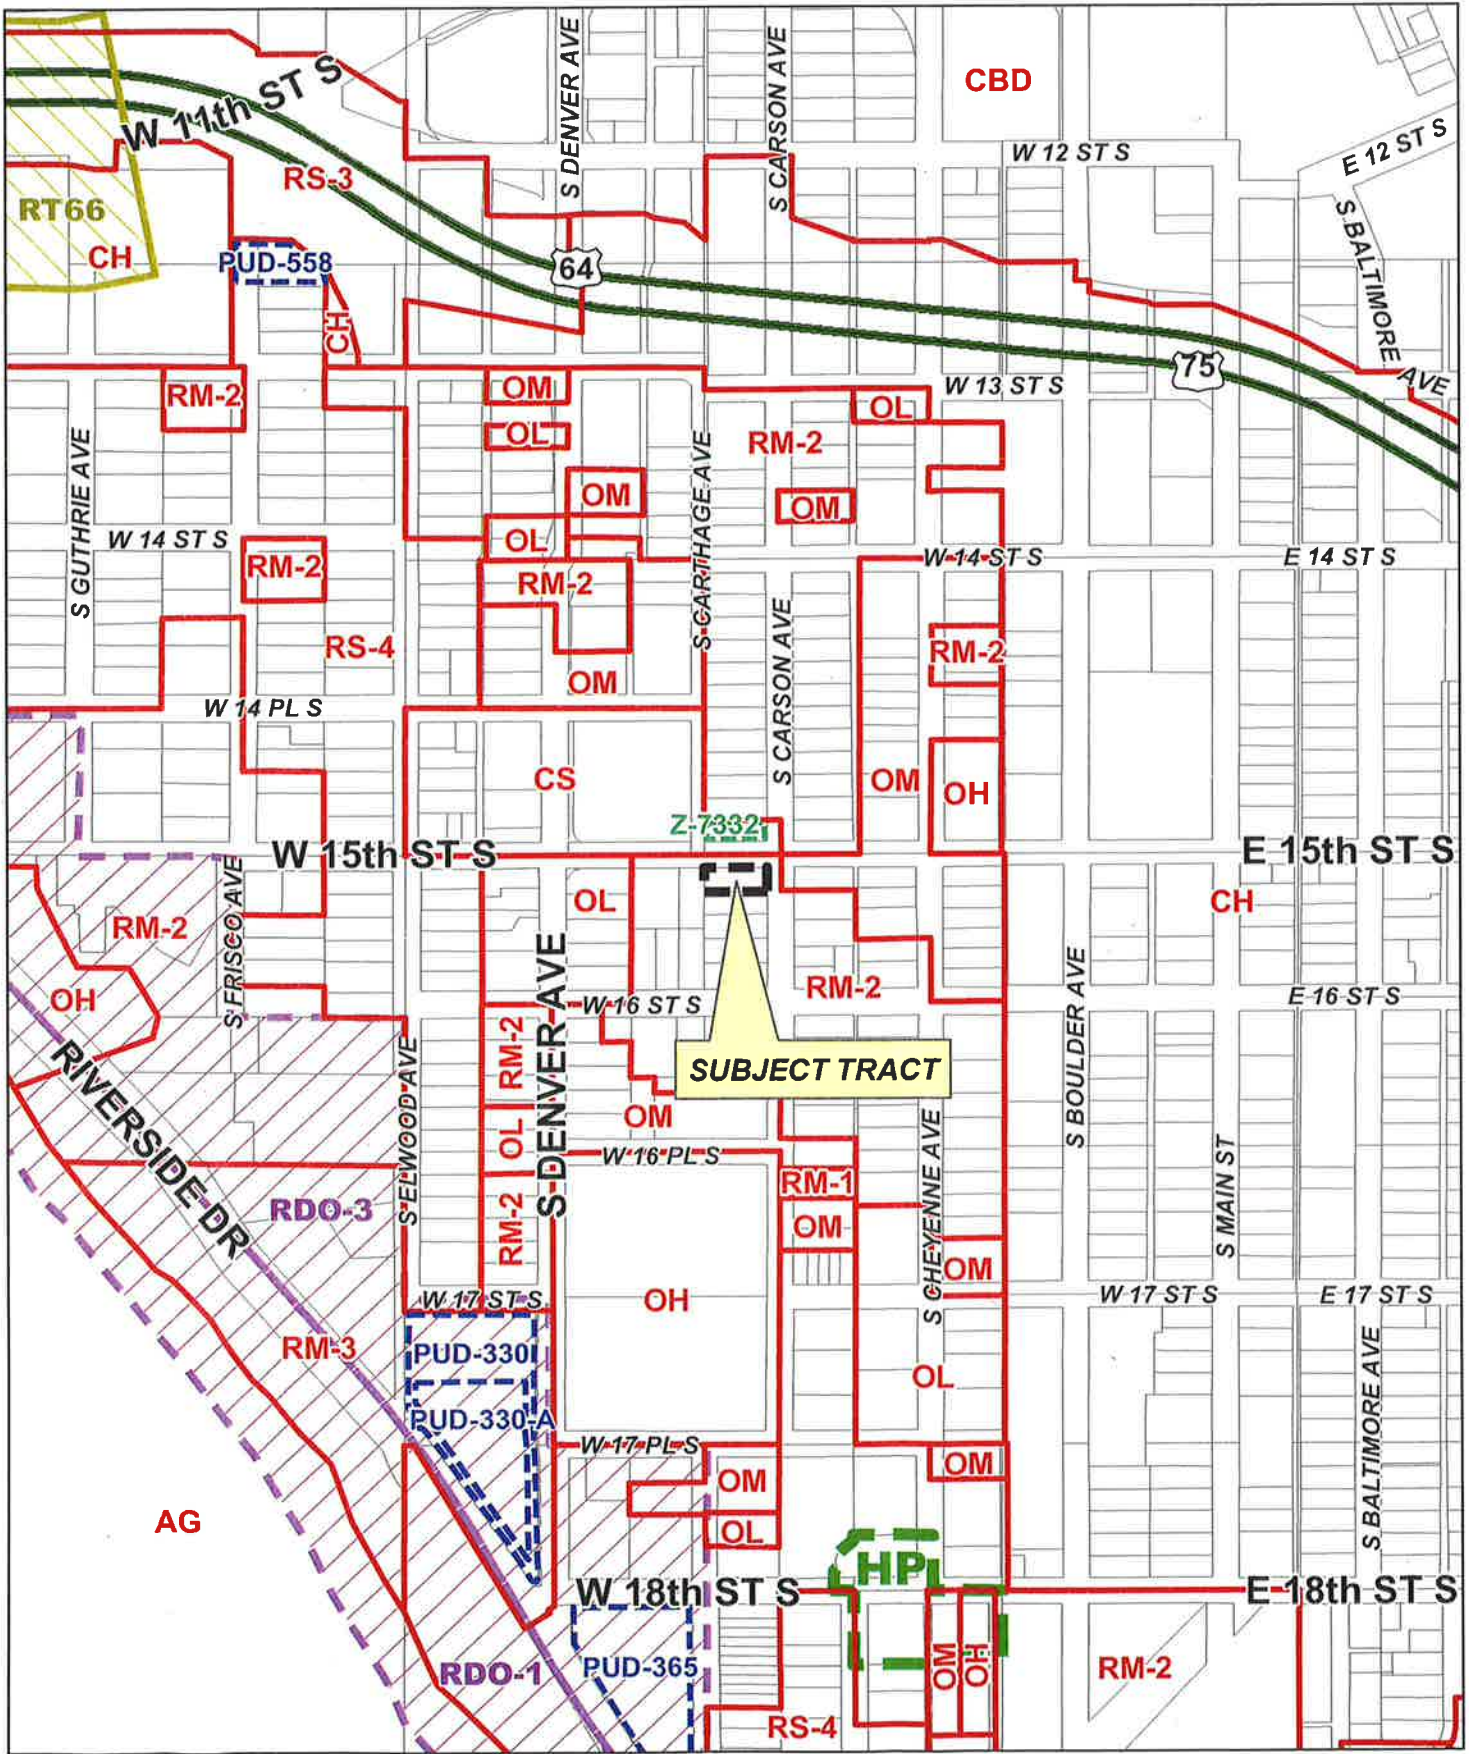 CBD
S DENVER AVE
S CARSON AVE
W 11th ST S
W 12 ST S
E 12 ST S
RS-3
RT66
CH
PUD-558
64
S BALTIMORE AVE
CH
75
W 13 ST S
RM-2
OM
OL
OL
RM-2
S GUTHRIE AVE
S CARTHAGE AVE
OM
OM
W 14 ST S
OL
W 14 ST S
E 14 ST S
RM-2
RM-2
RS-4
S CARSON AVE
RM-2
OM
W 14 PL S
CS
OM
OH
Z-7332
W 15th ST S
E 15th ST S
OL
CH
RM-2
S FRISCO AVE
S DENVER AVE
RM-2
OH
W 16 ST S
E 16 ST S
S BOULDER AVE
RIVERSIDE DR
S ELWOOD AVE
RM-2
SUBJECT TRACT
OM
OL
W 16 PL S
S CHEYENNE AVE
S MAIN ST
RM-1
RDO-3
RM-2
OM
OM
W 17 ST S
OH
W 17 ST S
E 17 ST S
RM-3
PUD-330
OL
PUD-330-A
S BALTIMORE AVE
W 17 PL S
OM
OM
AG
OL
HP
W 18th ST S
E 18th ST S
RDO-1
PUD-365
OM
OH
RM-2
RS-4